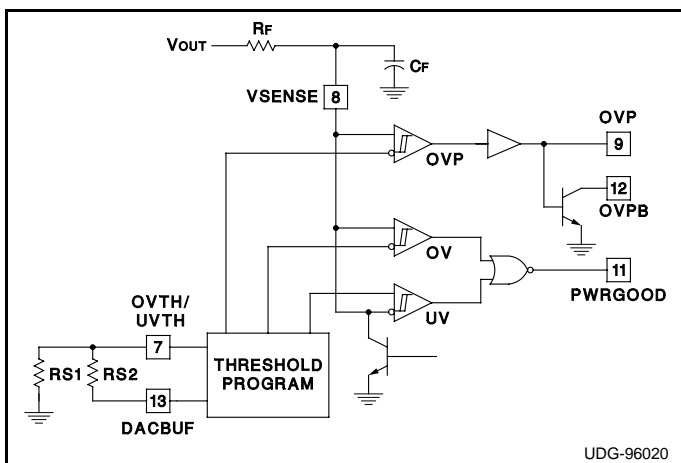 VOUT
RF
CF
VSENSE
8
OVP
OVP
9
12
OVPB
OV
11
PWRGOOD
UV
OVTH/
UVTH
7
RS1
RS2
THRESHOLD
PROGRAM
13
DACBUF
UDG-96020